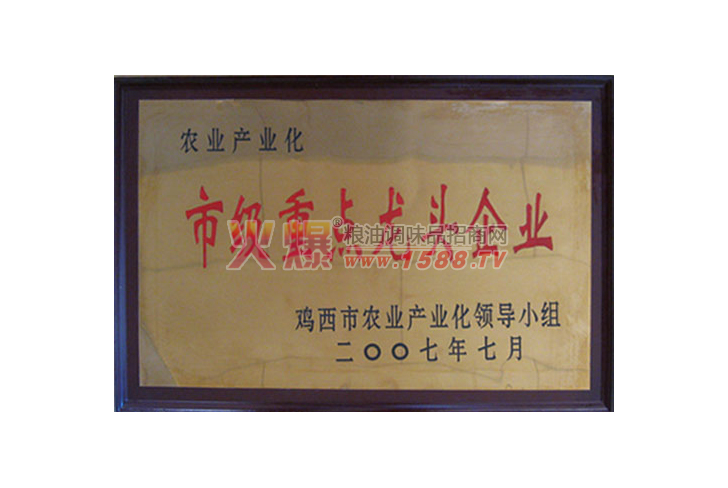 农业产业化
市级重点龙头企业
火爆®粮油调味品招商网
www.1588.TV
鸡西市农业产业化领导小组
二〇〇七年七月